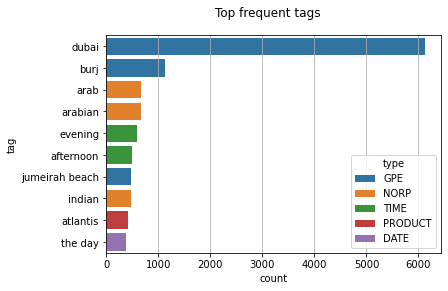 Top frequent tags
tag
dubai
burj
arab
arabian
evening
afternoon
jumeirah beach
indian
atlantis
the day
type
GPE
NORP
TIME
PRODUCT
DATE
0 1000 2000 3000 4000 5000 6000
count